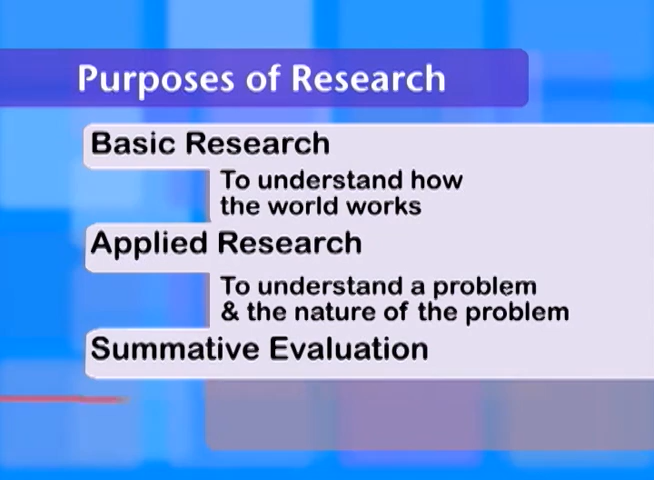 Purposes of Research
Basic Research
To understand how
the world works
Applied Research
To understand a problem
& the nature of the problem
Summative Evaluation